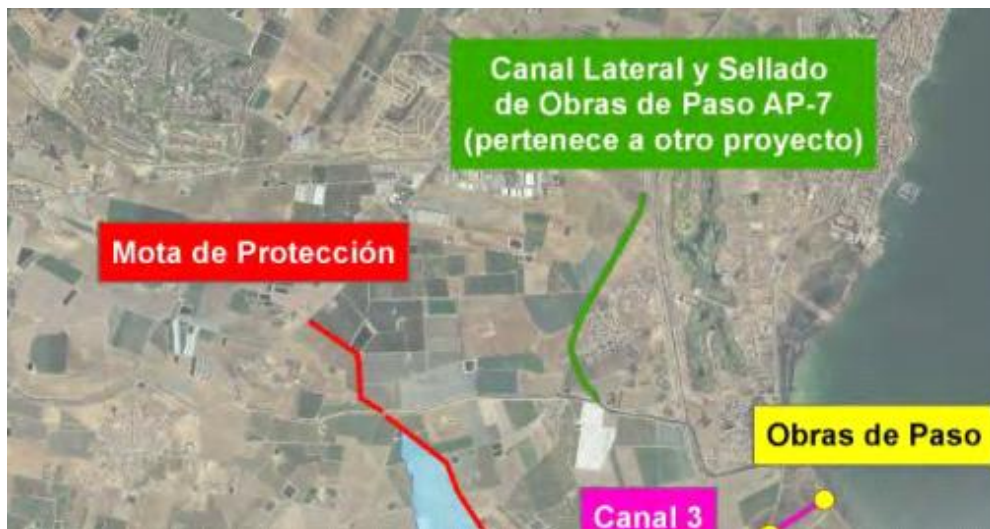 Canal Lateral y Sellado
de Obras de Paso AP-7
(pertenece a otro proyecto)
Mota de Protección
Obras de Paso
Canal 3